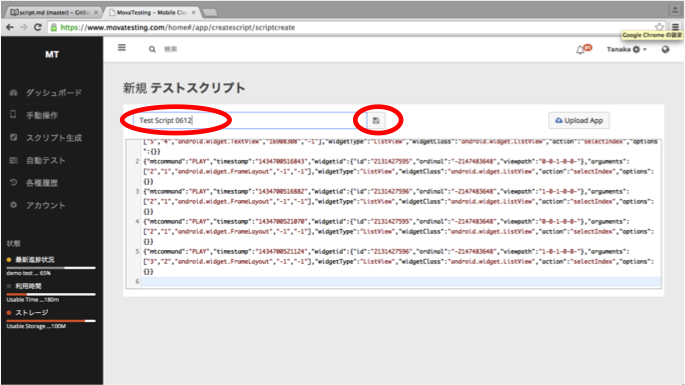 script.md (master) – GitBo
MovaTesting – Mobile Clo
https://www.movatesting.com/home#/app/createscript/scriptcreate
Google Chrome の設定
MT
検索
Tanaka
新規 テストスクリプト
Test Script 0612
Upload App
ダッシュボード
手動操作
スクリプト生成
自動テスト
各種履歴
アカウント
状態
最新進捗状況
demo test ... 65%
利用時間
Usable Time ...180m
ストレージ
Usable Storage ...100M
["5","4","android.widget.TextView","16908308","-1"],"widgetType":"ListView","widgetClass":"android.widget.ListView","action":"selectIndex","options
":{}}
2 {"mtcommand":"PLAY","timestamp":"1434700516843","widgetid":{"id":"2131427595","ordinal":"-2147483648","viewpath":"0-0-1-0-0-"},"arguments":
["2","1","android.widget.FrameLayout","-1","-1"],"widgetType":"ListView","widgetClass":"android.widget.ListView","action":"selectIndex","options":
{}}
3 {"mtcommand":"PLAY","timestamp":"1434700516882","widgetid":{"id":"2131427596","ordinal":"-2147483648","viewpath":"1-0-1-0-0-"},"arguments":
["2","1","android.widget.FrameLayout","-1","-1"],"widgetType":"ListView","widgetClass":"android.widget.ListView","action":"selectIndex","options":
{}}
4 {"mtcommand":"PLAY","timestamp":"1434700521070","widgetid":{"id":"2131427595","ordinal":"-2147483648","viewpath":"0-0-1-0-0-"},"arguments":
["2","1","android.widget.FrameLayout","-1","-1"],"widgetType":"ListView","widgetClass":"android.widget.ListView","action":"selectIndex","options":
{}}
5 {"mtcommand":"PLAY","timestamp":"1434700521124","widgetid":{"id":"2131427596","ordinal":"-2147483648","viewpath":"1-0-1-0-0-"},"arguments":
["3","2","android.widget.FrameLayout","-1","-1"],"widgetType":"ListView","widgetClass":"android.widget.ListView","action":"selectIndex","options":
{}}
6